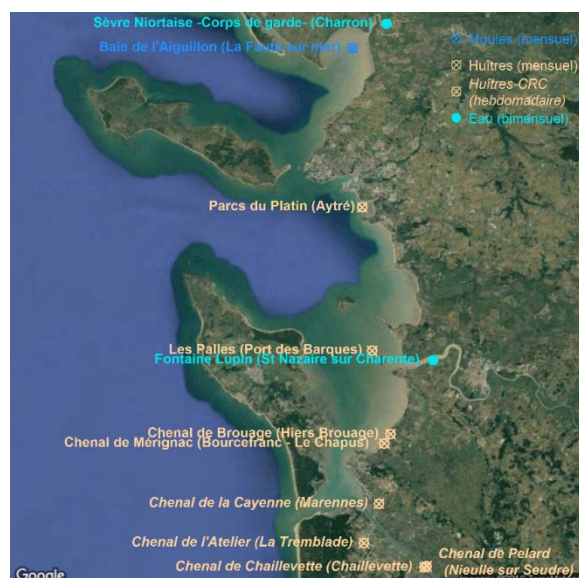 Sèvre Niortaise -Corps de garde- (Charron)
Baie de l'Aiguillon (La Faute sur mer)
Moules (mensuel)
Huîtres (mensuel)
Huîtres-CRC
(hebdomadaire)
Eau (bimensuel)
Parcs du Platin (Aytré)
Les Palles (Port des Barques)
Fontaine Lupin (St Nazaire sur Charente)
Chenal de Brouage (Hiers Brouage)
Chenal de Mérignac (Bourcefranc - Le Chapus)
Chenal de la Cayenne (Marennes)
Chenal de l'Atelier (La Tremblade)
Chenal de Chaillevette (Chaillevette)
Chenal de Pelard
(Nieulle sur Seudre)
Google